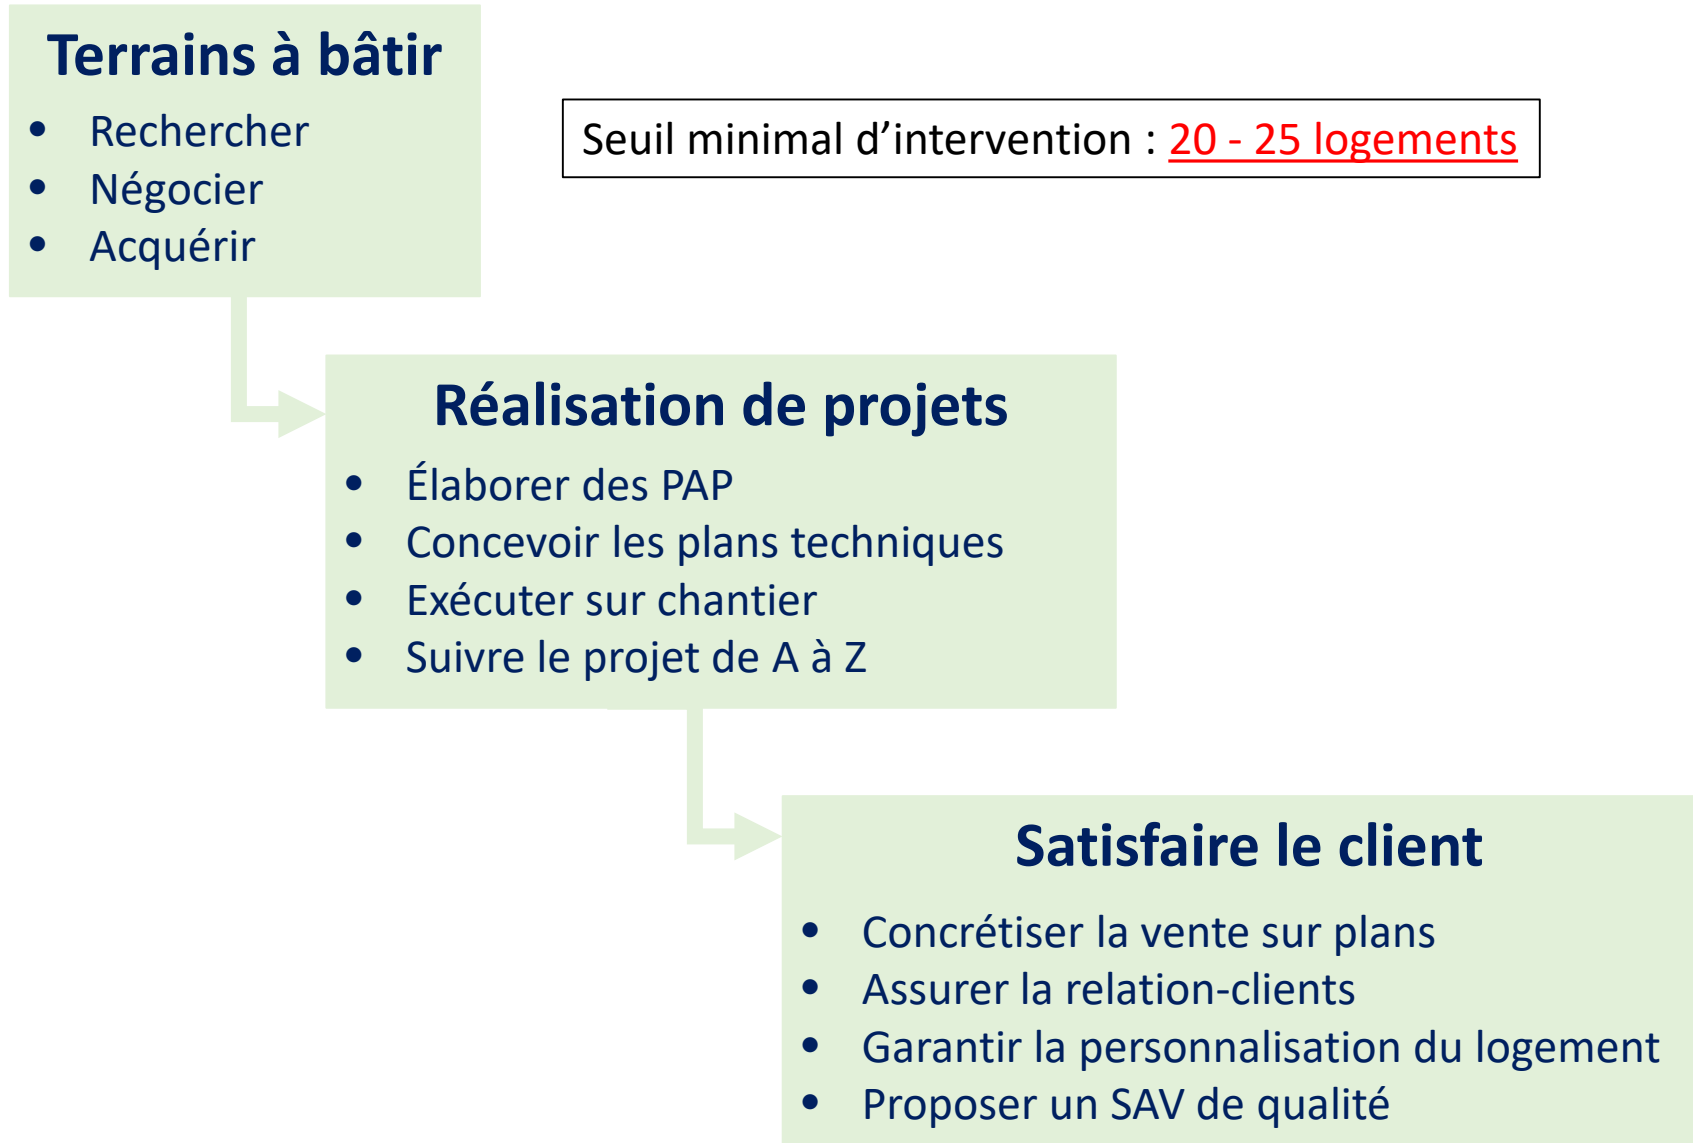 Terrains à bâtir
• Rechercher
• Négocier
• Acquérir
Seuil minimal d’intervention : 20 - 25 logements
Réalisation de projets
• Élaborer des PAP
• Concevoir les plans techniques
• Exécuter sur chantier
• Suivre le projet de A à Z
Satisfaire le client
• Concrétiser la vente sur plans
• Assurer la relation-clients
• Garantir la personnalisation du logement
• Proposer un SAV de qualité